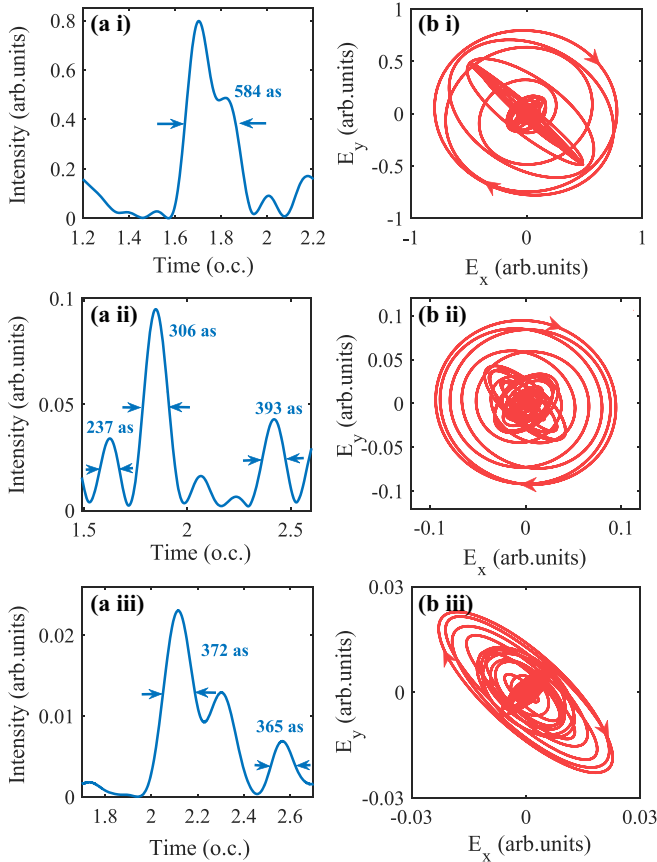 (a i)
Intensity (arb.units)
0.8
0.6
0.4
0.2
0
584 as
1.2 1.4 1.6 1.8 2 2.2
Time (o.c.)
(b i)
E_y (arb.units)
1
0.5
0
-0.5
-1
-1 0 1
E_x (arb.units)
(a ii)
Intensity (arb.units)
0.1
0.05
0
306 as
237 as
393 as
1.5 2 2.5
Time (o.c.)
(b ii)
E_y (arb.units)
0.1
0.05
0
-0.05
-0.1
-0.1 0 0.1
E_x (arb.units)
(a iii)
Intensity (arb.units)
0.02
0.01
0
372 as
365 as
1.8 2 2.2 2.4 2.6
Time (o.c.)
(b iii)
E_y (arb.units)
0.03
0
-0.03
-0.03 0 0.03
E_x (arb.units)